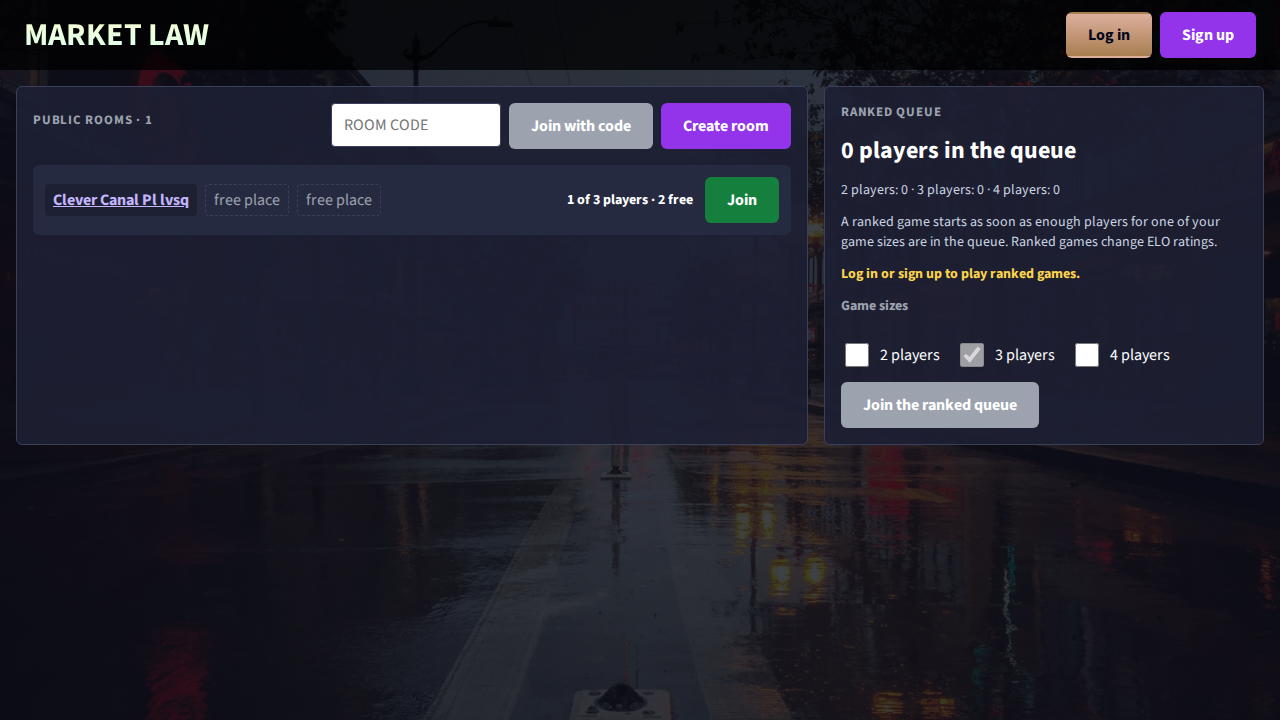 MARKET LAW
Log in
Sign up
PUBLIC ROOMS · 1
ROOM CODE
Join with code
Create room
Clever Canal Pl lvsq
free place
free place
1 of 3 players · 2 free
Join
RANKED QUEUE
0 players in the queue
2 players: 0 · 3 players: 0 · 4 players: 0
A ranked game starts as soon as enough players for one of your
game sizes are in the queue. Ranked games change ELO ratings.
Log in or sign up to play ranked games.
Game sizes
2 players
3 players
4 players
Join the ranked queue